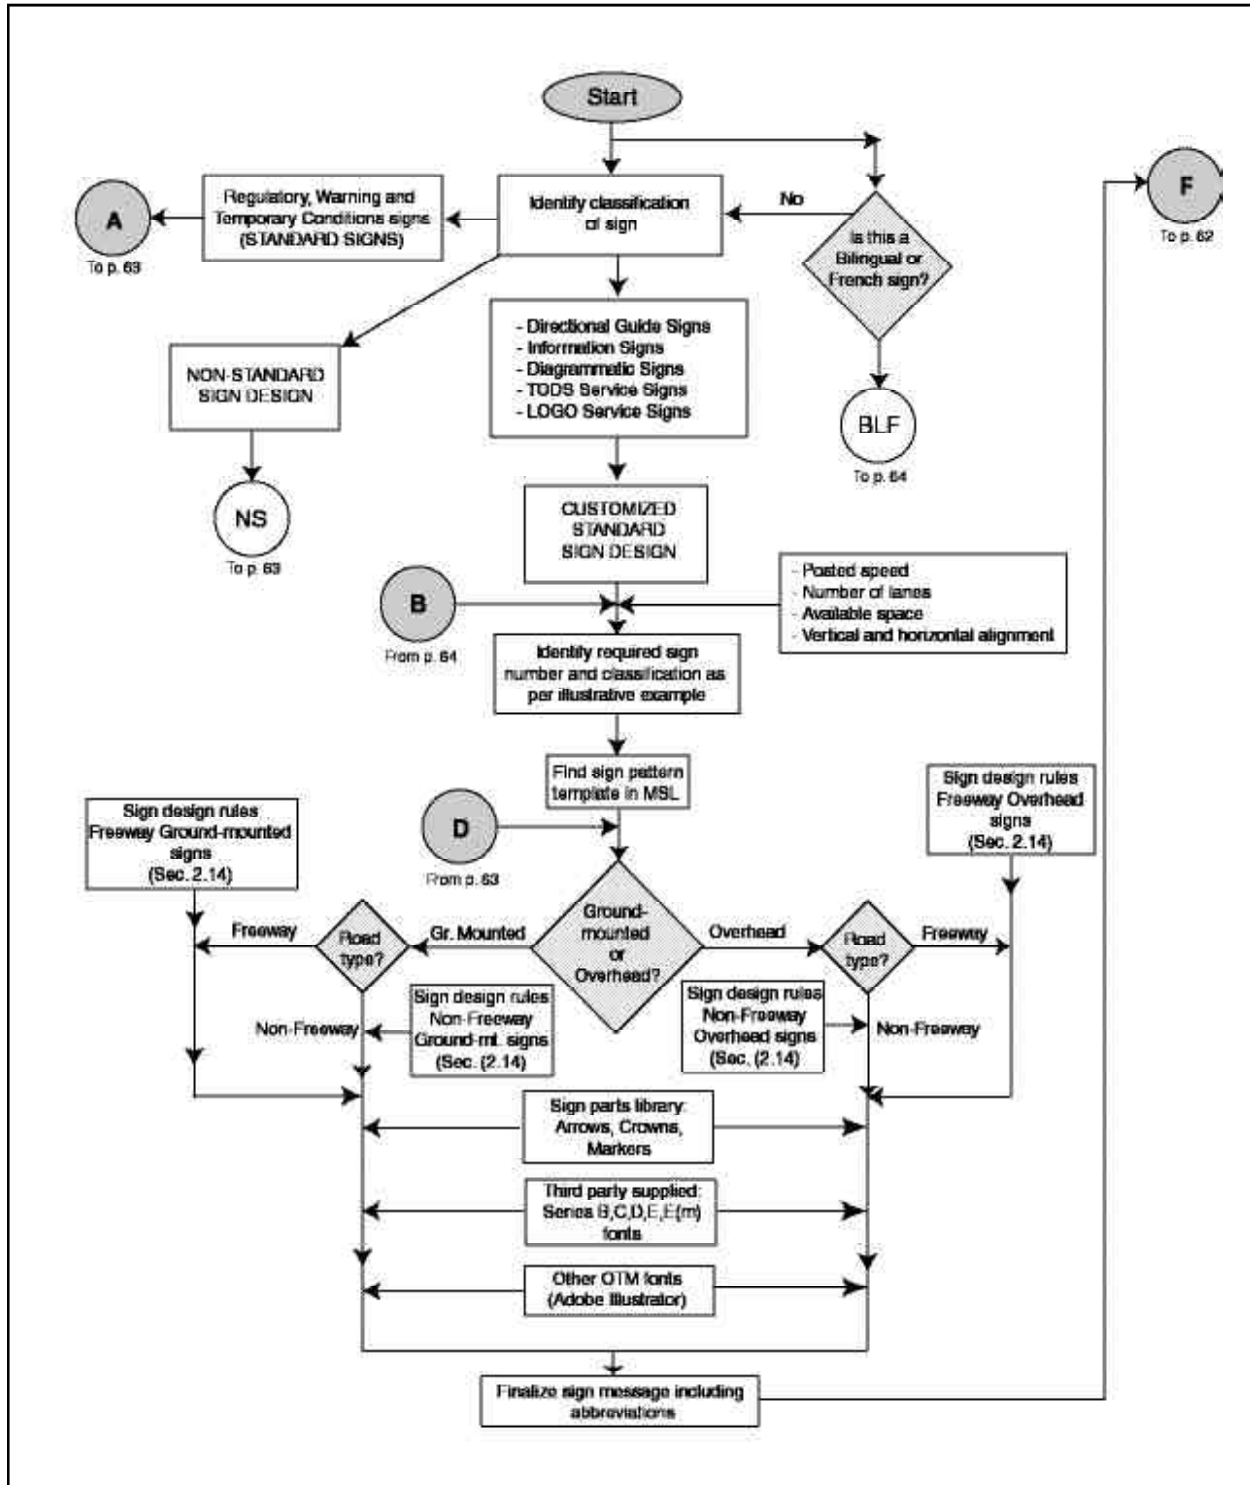 Start
F
To p. 62
A
To p. 63
Regulatory, Warning and
Temporary Conditions signs
(STANDARD SIGNS)
Identify classification
of sign
No
Is this a
Bilingual or
French sign?
- Directional Guide Signs
- Information Signs
- Diagrammatic Signs
- TODS Service Signs
- LOGO Service Signs
NON-STANDARD
SIGN DESIGN
BLF
To p. 64
NS
To p. 63
CUSTOMIZED
STANDARD
SIGN DESIGN
B
From p. 64
- Posted speed
- Number of lanes
- Available space
- Vertical and horizontal alignment
Identify required sign
number and classification as
per illustrative example
Find sign pattern
template in MSL
Sign design rules
Freeway Overhead
signs
(Sec. 2.14)
Sign design rules
Freeway Ground-mounted
signs
(Sec. 2.14)
D
From p. 63
Ground-
mounted
or
Overhead?
Freeway
Road
type?
Gr. Mounted
Overhead
Road
type?
Freeway
Non-Freeway
Sign design rules
Non-Freeway
Ground-mt. signs
(Sec. (2.14)
Sign design rules
Non-Freeway
Overhead signs
(Sec. (2.14)
Non-Freeway
Sign parts library:
Arrows, Crowns,
Markers
Third party supplied:
Series B,C,D,E,E(m)
fonts
Other OTM fonts
(Adobe Illustrator)
Finalize sign message including
abbreviations